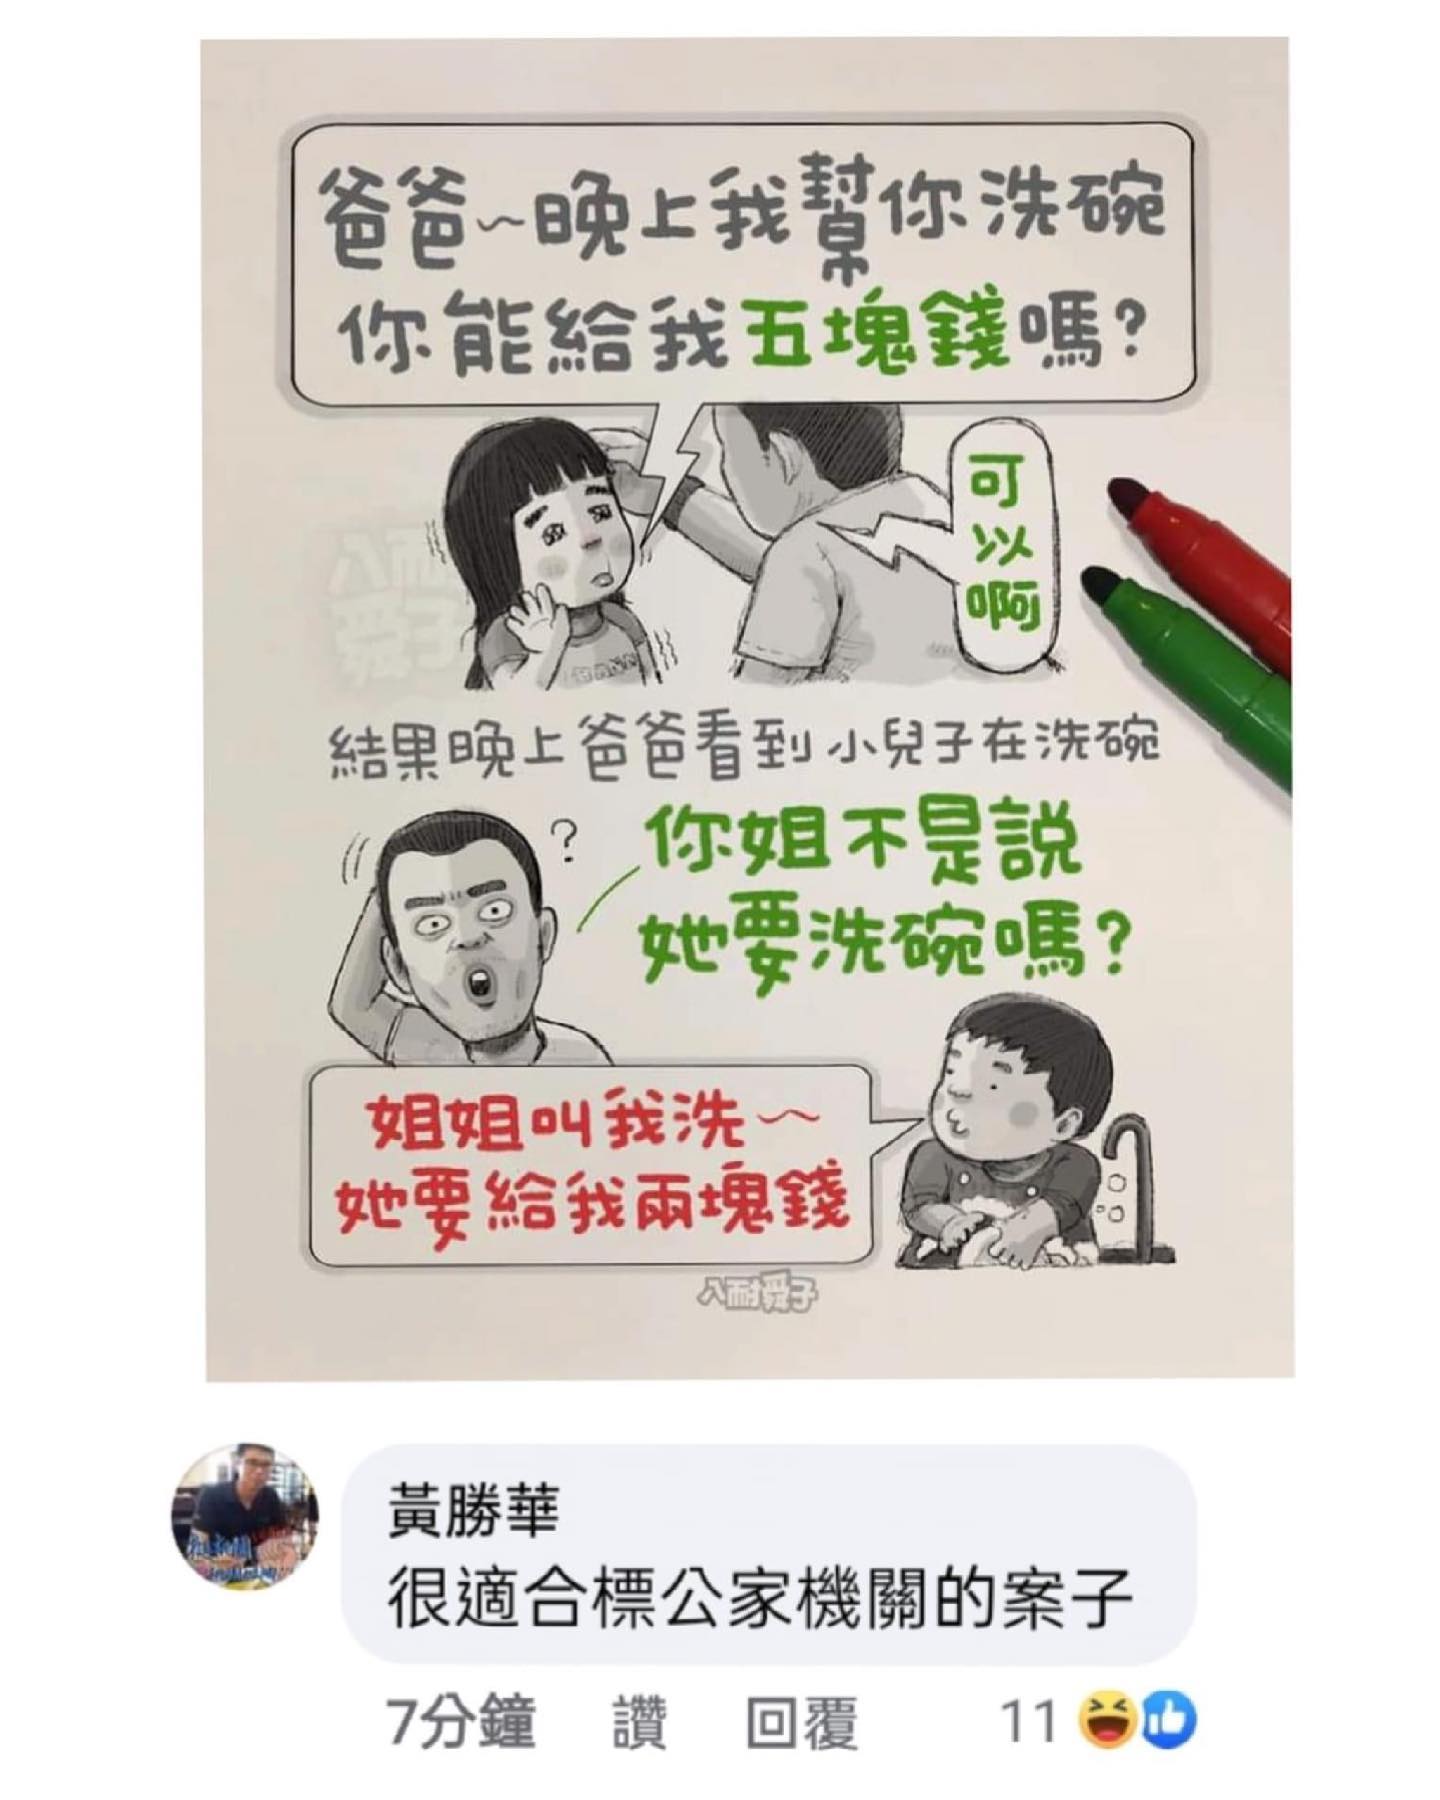 爸爸~晚上我幫你洗碗
你能給我五塊錢嗎?
可以啊
結果晚上爸爸看到小兒子在洗碗
?
你姐不是說
她要洗碗嗎?
姐姐叫我洗~
她要給我兩塊錢
八耐舜子
黃勝華
很適合標公家機關的案子
7分鐘 讚 回覆 11